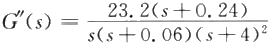 G″(s) = 23.2(s+0.24) / s(s+0.06)(s+4)²